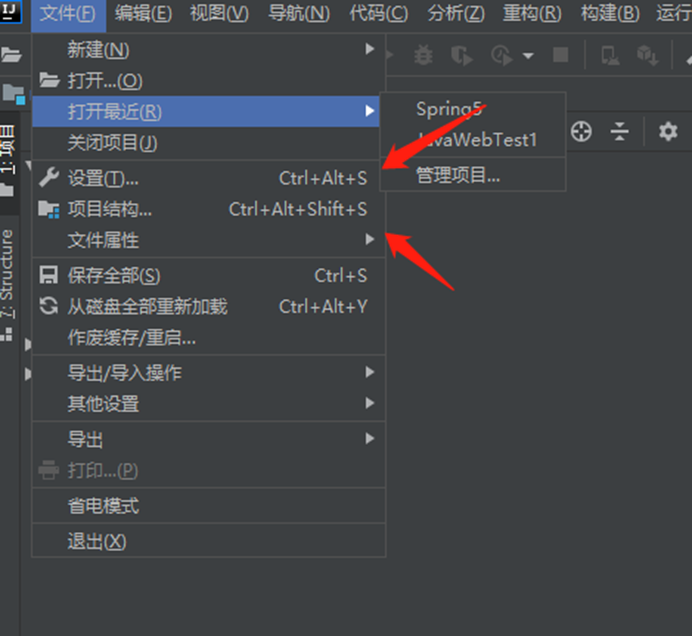 IJ 文件(F) 编辑(E) 视图(V) 导航(N) 代码(C) 分析(Z) 重构(R) 构建(B) 运行
新建(N)
打开...(O)
打开最近(R)
Spring5
JavaWebTest1
管理项目...
关闭项目(J)
设置(T)... Ctrl+Alt+S
项目结构... Ctrl+Alt+Shift+S
文件属性
保存全部(S) Ctrl+S
从磁盘全部重新加载 Ctrl+Alt+Y
作废缓存/重启...
导出/导入操作
其他设置
导出
打印...(P)
省电模式
退出(X)
1: 项目
7: Structure